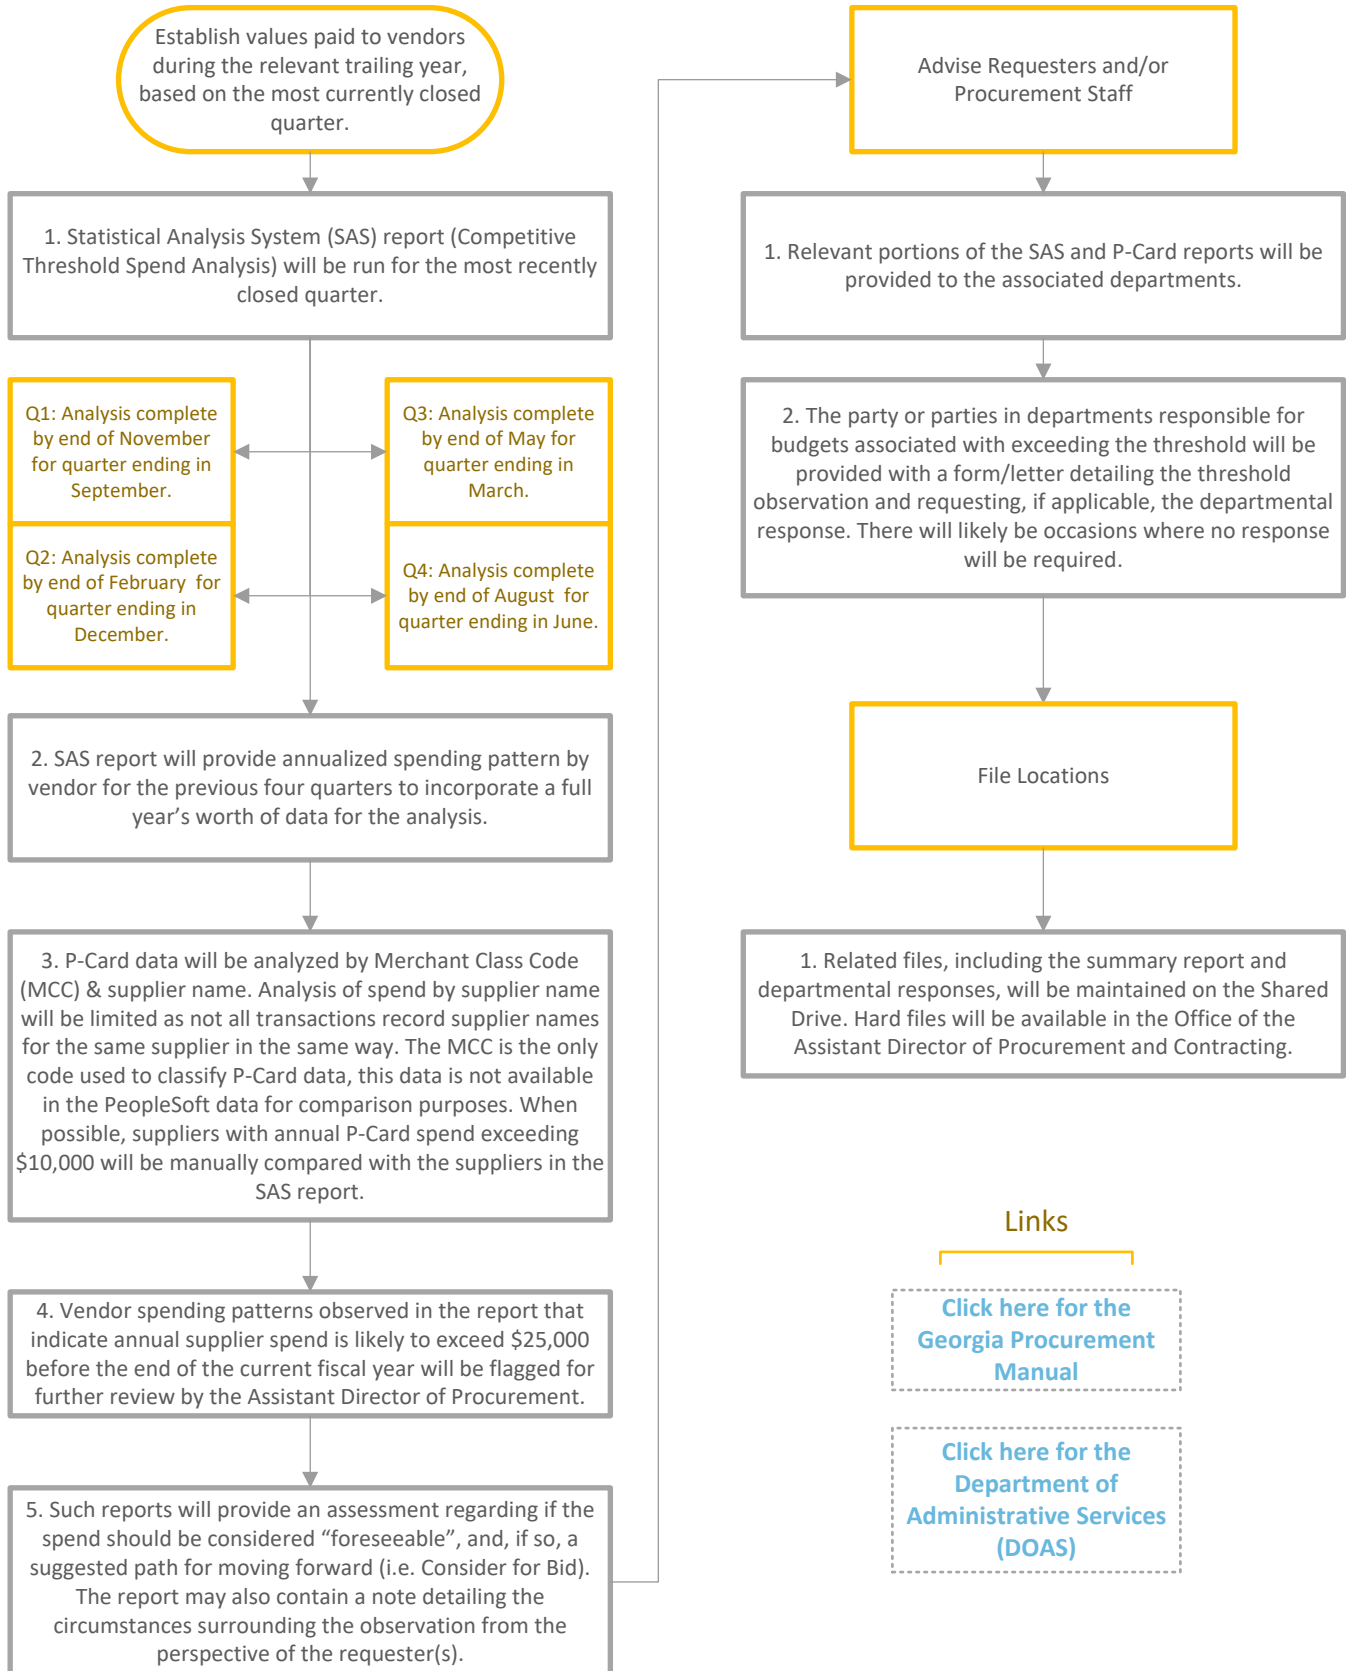 Establish values paid to vendors
during the relevant trailing year,
based on the most currently closed
quarter.
1. Statistical Analysis System (SAS) report (Competitive
Threshold Spend Analysis) will be run for the most recently
closed quarter.
Q1: Analysis complete
by end of November
for quarter ending in
September.
Q3: Analysis complete
by end of May for
quarter ending in
March.
Q2: Analysis complete
by end of February for
quarter ending in
December.
Q4: Analysis complete
by end of August for
quarter ending in June.
2. SAS report will provide annualized spending pattern by
vendor for the previous four quarters to incorporate a full
year’s worth of data for the analysis.
3. P-Card data will be analyzed by Merchant Class Code
(MCC) & supplier name. Analysis of spend by supplier name
will be limited as not all transactions record supplier names
for the same supplier in the same way. The MCC is the only
code used to classify P-Card data, this data is not available
in the PeopleSoft data for comparison purposes. When
possible, suppliers with annual P-Card spend exceeding
$10,000 will be manually compared with the suppliers in the
SAS report.
4. Vendor spending patterns observed in the report that
indicate annual supplier spend is likely to exceed $25,000
before the end of the current fiscal year will be flagged for
further review by the Assistant Director of Procurement.
5. Such reports will provide an assessment regarding if the
spend should be considered “foreseeable”, and, if so, a
suggested path for moving forward (i.e. Consider for Bid).
The report may also contain a note detailing the
circumstances surrounding the observation from the
perspective of the requester(s).
Advise Requesters and/or
Procurement Staff
1. Relevant portions of the SAS and P-Card reports will be
provided to the associated departments.
2. The party or parties in departments responsible for
budgets associated with exceeding the threshold will be
provided with a form/letter detailing the threshold
observation and requesting, if applicable, the departmental
response. There will likely be occasions where no response
will be required.
File Locations
1. Related files, including the summary report and
departmental responses, will be maintained on the Shared
Drive. Hard files will be available in the Office of the
Assistant Director of Procurement and Contracting.
Links
Click here for the
Georgia Procurement
Manual
Click here for the
Department of
Administrative Services
(DOAS)